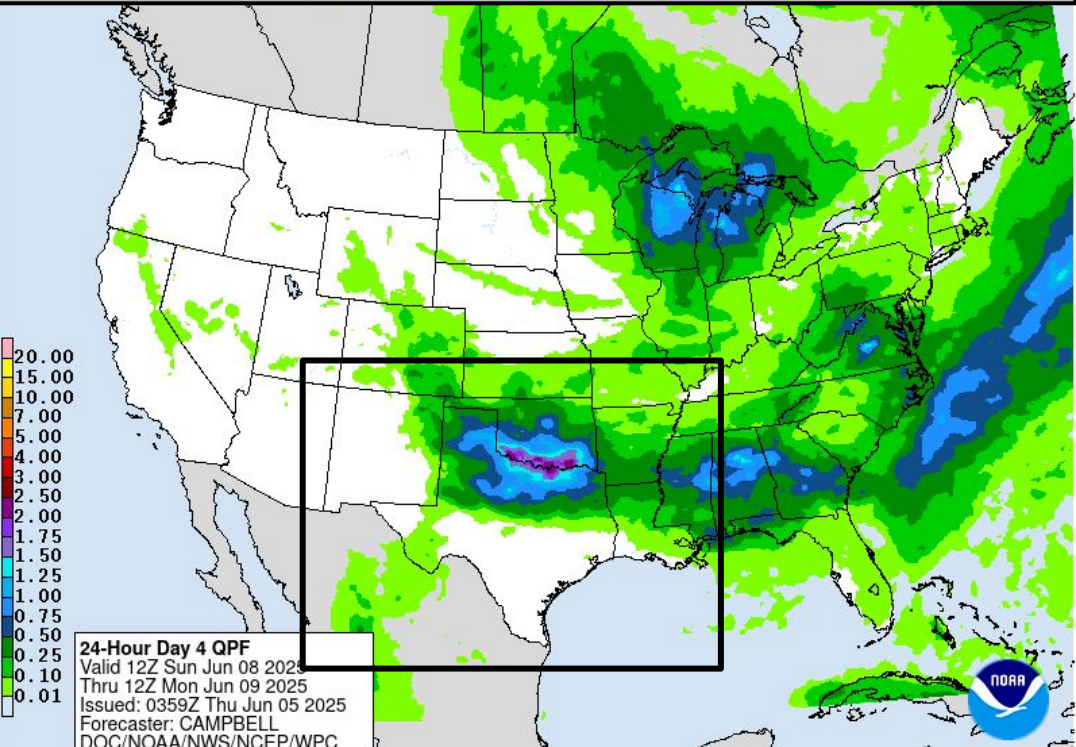 20.00
15.00
10.00
7.00
5.00
4.00
3.00
2.50
2.00
1.75
1.50
1.25
1.00
0.75
0.50
0.25
0.10
0.01
24-Hour Day 4 QPF
Valid 12Z Sun Jun 08 2025
Thru 12Z Mon Jun 09 2025
Issued: 0359Z Thu Jun 05 2025
Forecaster: CAMPBELL
DOC/NOAA/NWS/NCEP/WPC
NOAA